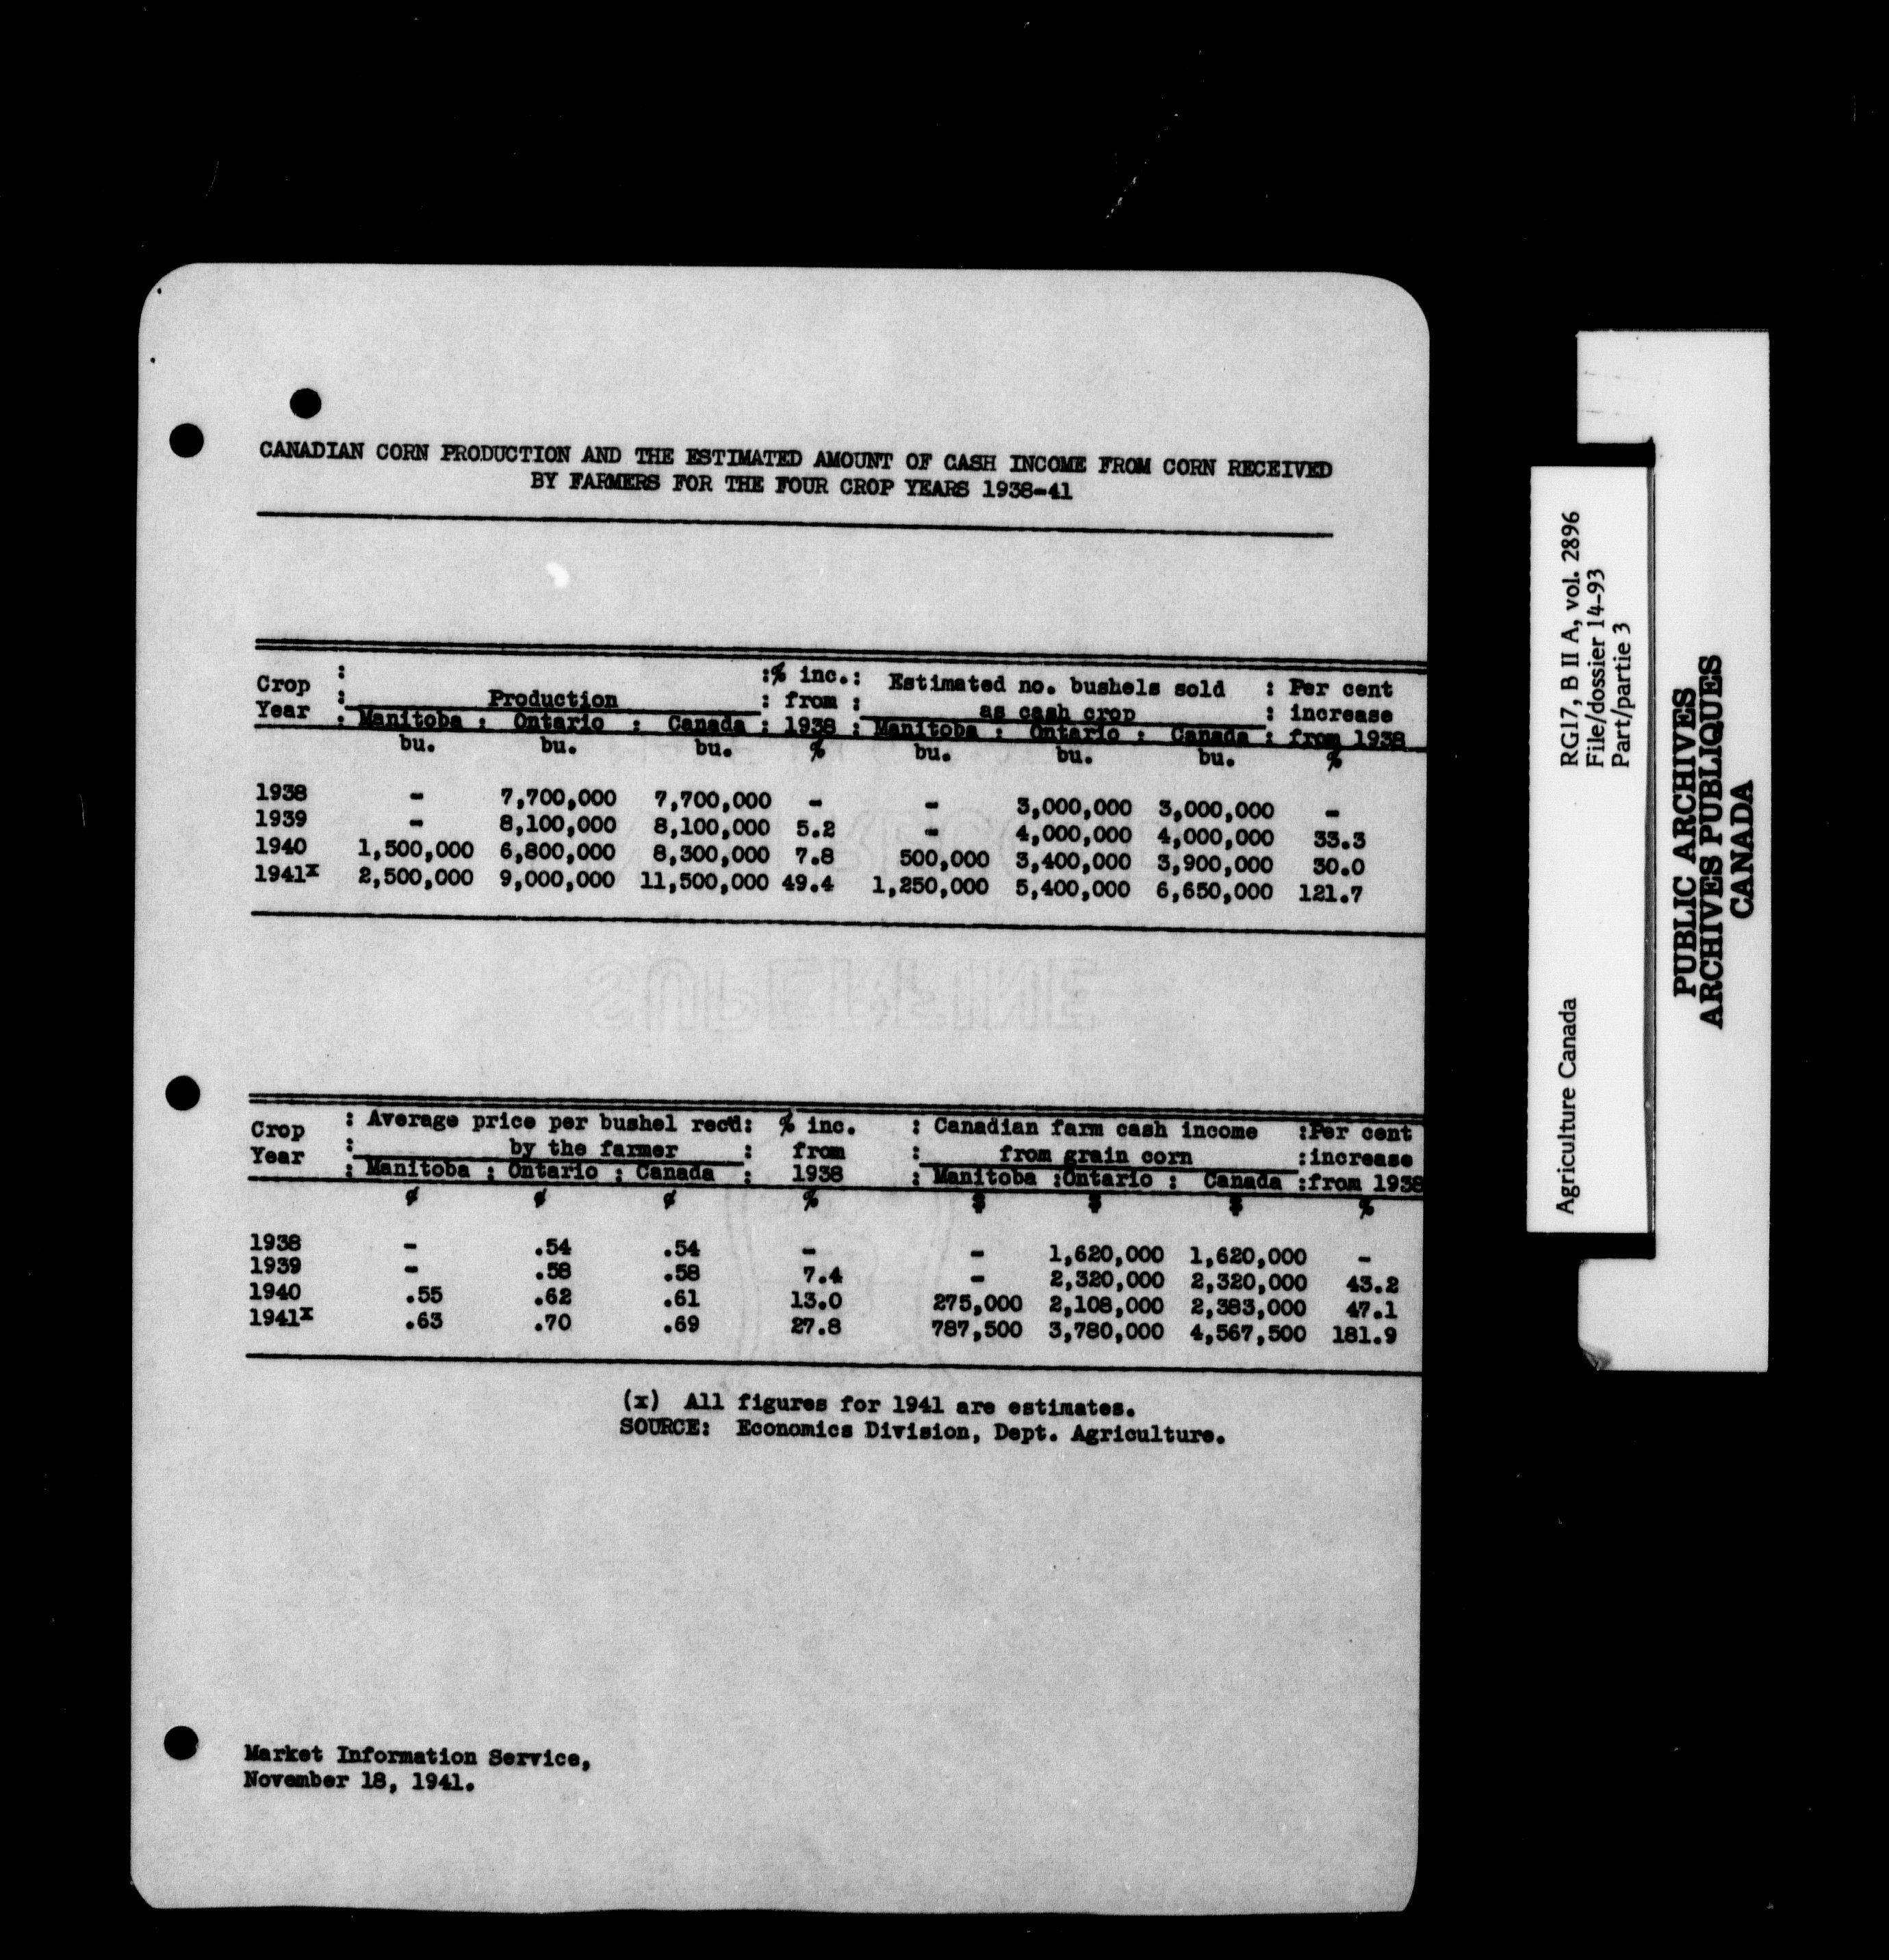 CANADIAN CORN PRODUCTION AND THE ESTIMATED AMOUNT OF CASH INCOME FROM CORN RECEIVED
BY FARMERS FOR THE FOUR CROP YEARS 1938-41
Crop : :% inc.: Estimated no. bushels sold : Per cent
Year : Production : from : as cash crop : increase
: Manitoba : Ontario : Canada : 1938 : Manitoba : Ontario : Canada : from 1938
bu. bu. bu. % bu. bu. bu. %
1938 - 7,700,000 7,700,000 - - 3,000,000 3,000,000 -
1939 - 8,100,000 8,100,000 5.2 - 4,000,000 4,000,000 33.3
1940 1,500,000 6,800,000 8,300,000 7.8 500,000 3,400,000 3,900,000 30.0
1941x 2,500,000 9,000,000 11,500,000 49.4 1,250,000 5,400,000 6,650,000 121.7
SUPERFINE
Crop : Average price per bushel rec'd: % inc. : Canadian farm cash income :Per cent
Year : by the farmer : from : from grain corn :increase
: Manitoba : Ontario : Canada : 1938 : Manitoba :Ontario : Canada :from 1938
¢ ¢ ¢ % $ $ $ %
1938 - .54 .54 - - 1,620,000 1,620,000 -
1939 - .58 .58 7.4 - 2,320,000 2,320,000 43.2
1940 .55 .62 .61 13.0 275,000 2,108,000 2,383,000 47.1
1941x .63 .70 .69 27.8 787,500 3,780,000 4,567,500 181.9
(x) All figures for 1941 are estimates.
SOURCE: Economics Division, Dept. Agriculture.
Market Information Service,
November 18, 1941.
Agriculture Canada RG17, B II A, vol. 2896
File/dossier 14-93
Part/partie 3
PUBLIC ARCHIVES
ARCHIVES PUBLIQUES
CANADA